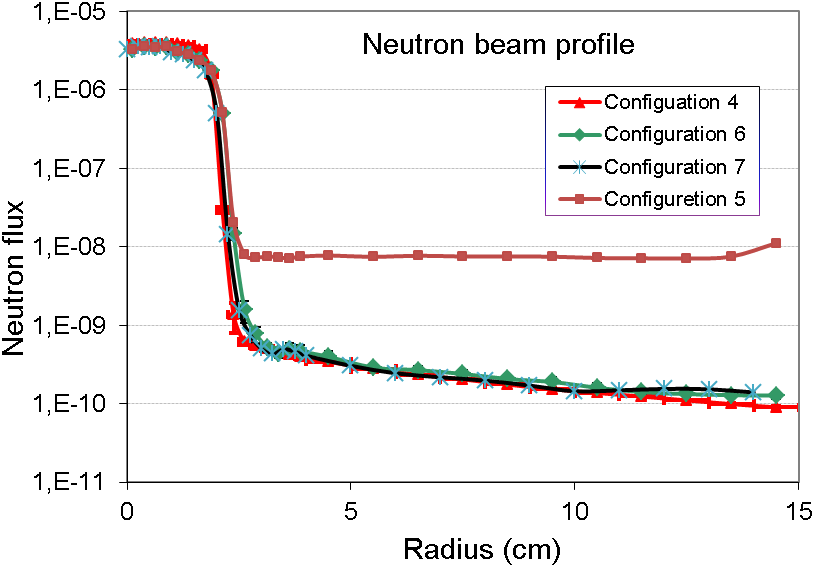 Neutron beam profile
1,E-05
1,E-06
1,E-07
1,E-08
1,E-09
1,E-10
1,E-11
Neutron flux
Configuation 4
Configuration 6
Configuration 7
Configuretion 5
0 5 10 15
Radius (cm)